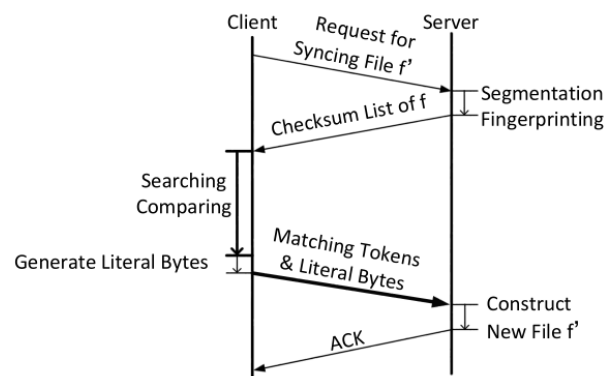 Client
Server
Request for
Syncing File f’
Segmentation
Fingerprinting
Checksum List of f
Searching
Comparing
Matching Tokens
& Literal Bytes
Generate Literal Bytes
Construct
New File f’
ACK